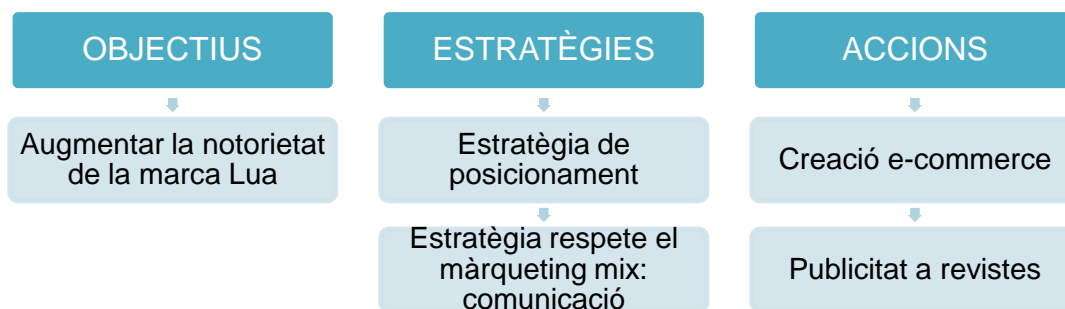 OBJECTIUS
Augmentar la notorietat
de la marca Lua
ESTRATÈGIES
Estratègia de
posicionament
Estratègia respete el
màrqueting mix:
comunicació
ACCIONS
Creació e-commerce
Publicitat a revistes